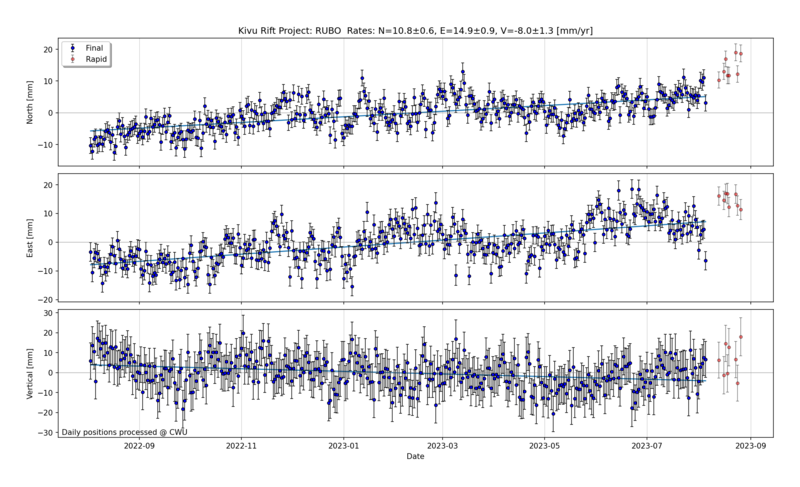 Kivu Rift Project: RUBO  Rates: N=10.8±0.6, E=14.9±0.9, V=-8.0±1.3 [mm/yr]
Final
Rapid
North [mm]
20
10
0
−10
East [mm]
20
10
0
−10
−20
Vertical [mm]
30
20
10
0
−10
−20
−30
Daily positions processed @ CWU
2022-09 2022-11 2023-01 2023-03 2023-05 2023-07 2023-09
Date